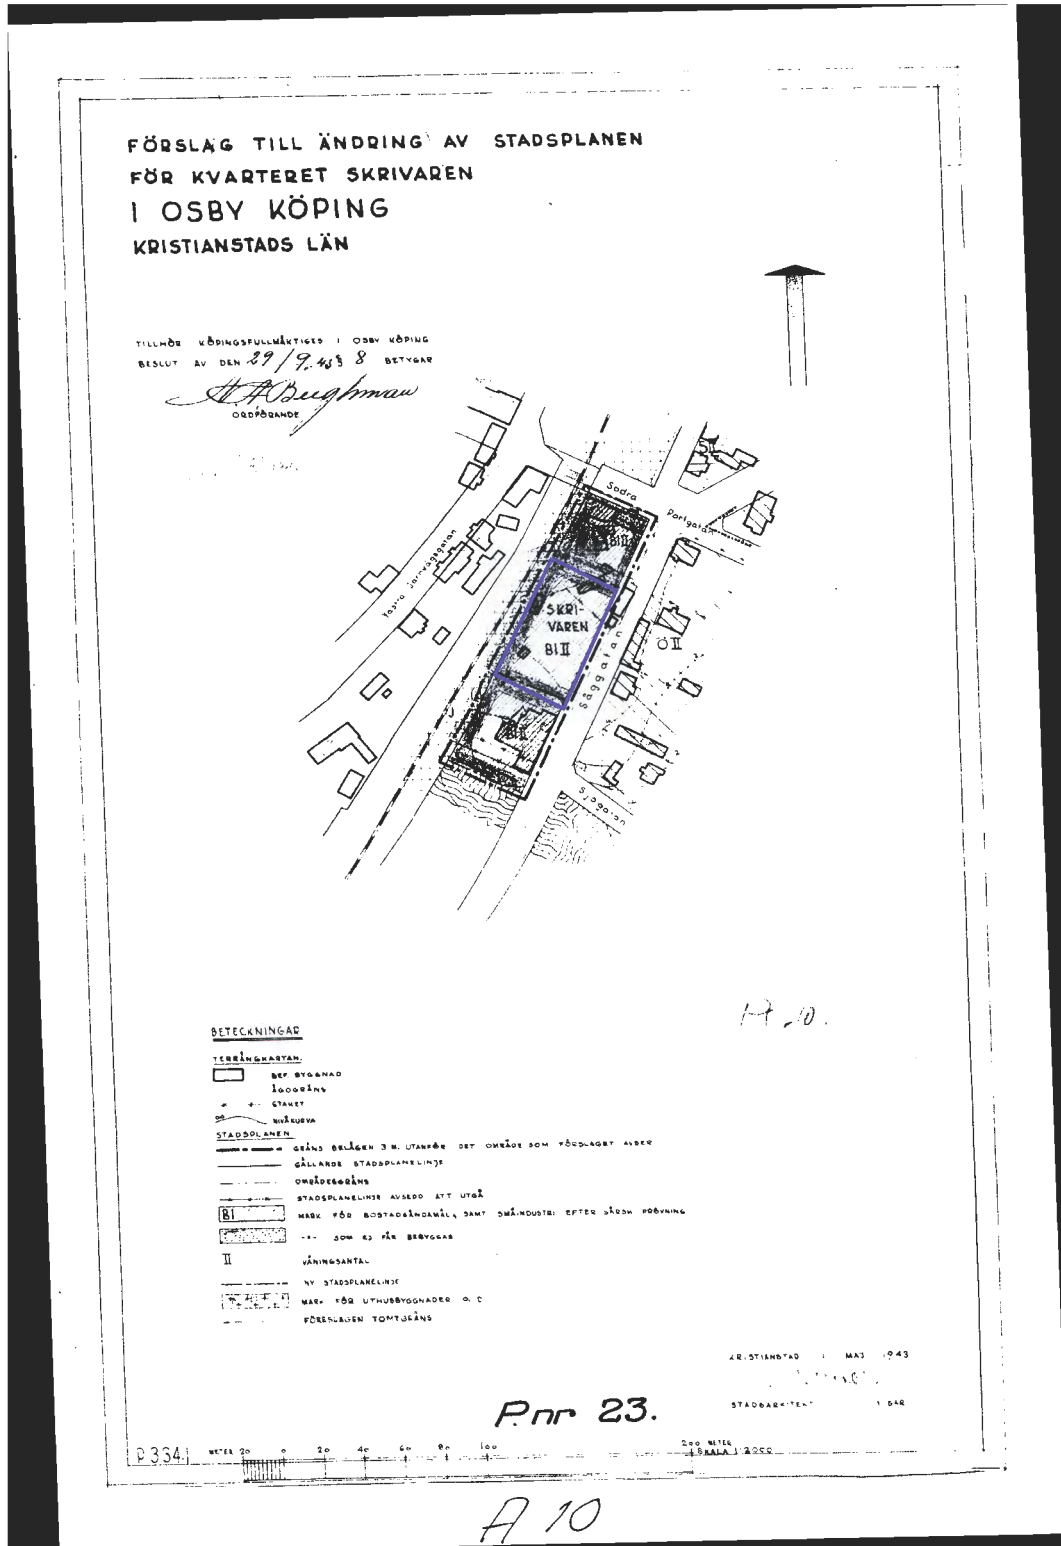 FÖRSLAG TILL ÄNDRING AV STADSPLANEN
FÖR KVARTERET SKRIVAREN
I OSBY KÖPING
KRISTIANSTADS LÄN
TILLHÖR KÖPINGSFULLMÄKTIGES I OSBY KÖPING
BESLUT AV DEN 29/9.43 § 8 BETYGAR
ORDFÖRANDE
Södra
Portgatan
BI II
Västra Järnvägsgatan
SKRI-
VAREN
BI II
Ö II
Såggatan
Sjögatan
H.10.
BETECKNINGAR
TERRÄNGKARTAN.
BEF. BYGGNAD
ÄGOGRÄNS
STAKET
NIVÅKURVA
STADSPLANEN
GRÄNS BELÄGEN 3 M. UTANFÖR DET OMRÅDE SOM FÖRSLAGET AVSER
GÄLLANDE STADSPLANELINJE
OMRÅDESGRÄNS
STADSPLANELINJE AVSEDD ATT UTGÅ
BI MARK FÖR BOSTADSÄNDAMÅL, SAMT SMÅINDUSTRI EFTER SÄRSK PRÖVNING
-"- SOM EJ FÅR BEBYGGAS
II VÅNINGSANTAL
NY STADSPLANELINJE
MARK FÖR UTHUSBYGGNADER O. D
FÖRESLAGEN TOMTGRÄNS
KRISTIANSTAD I MAJ 1943
STADSARKITEKT
P.nr 23.
P3341
METER 20 0 20 40 60 80 100 200 METER
SKALA 1:2000
A 10